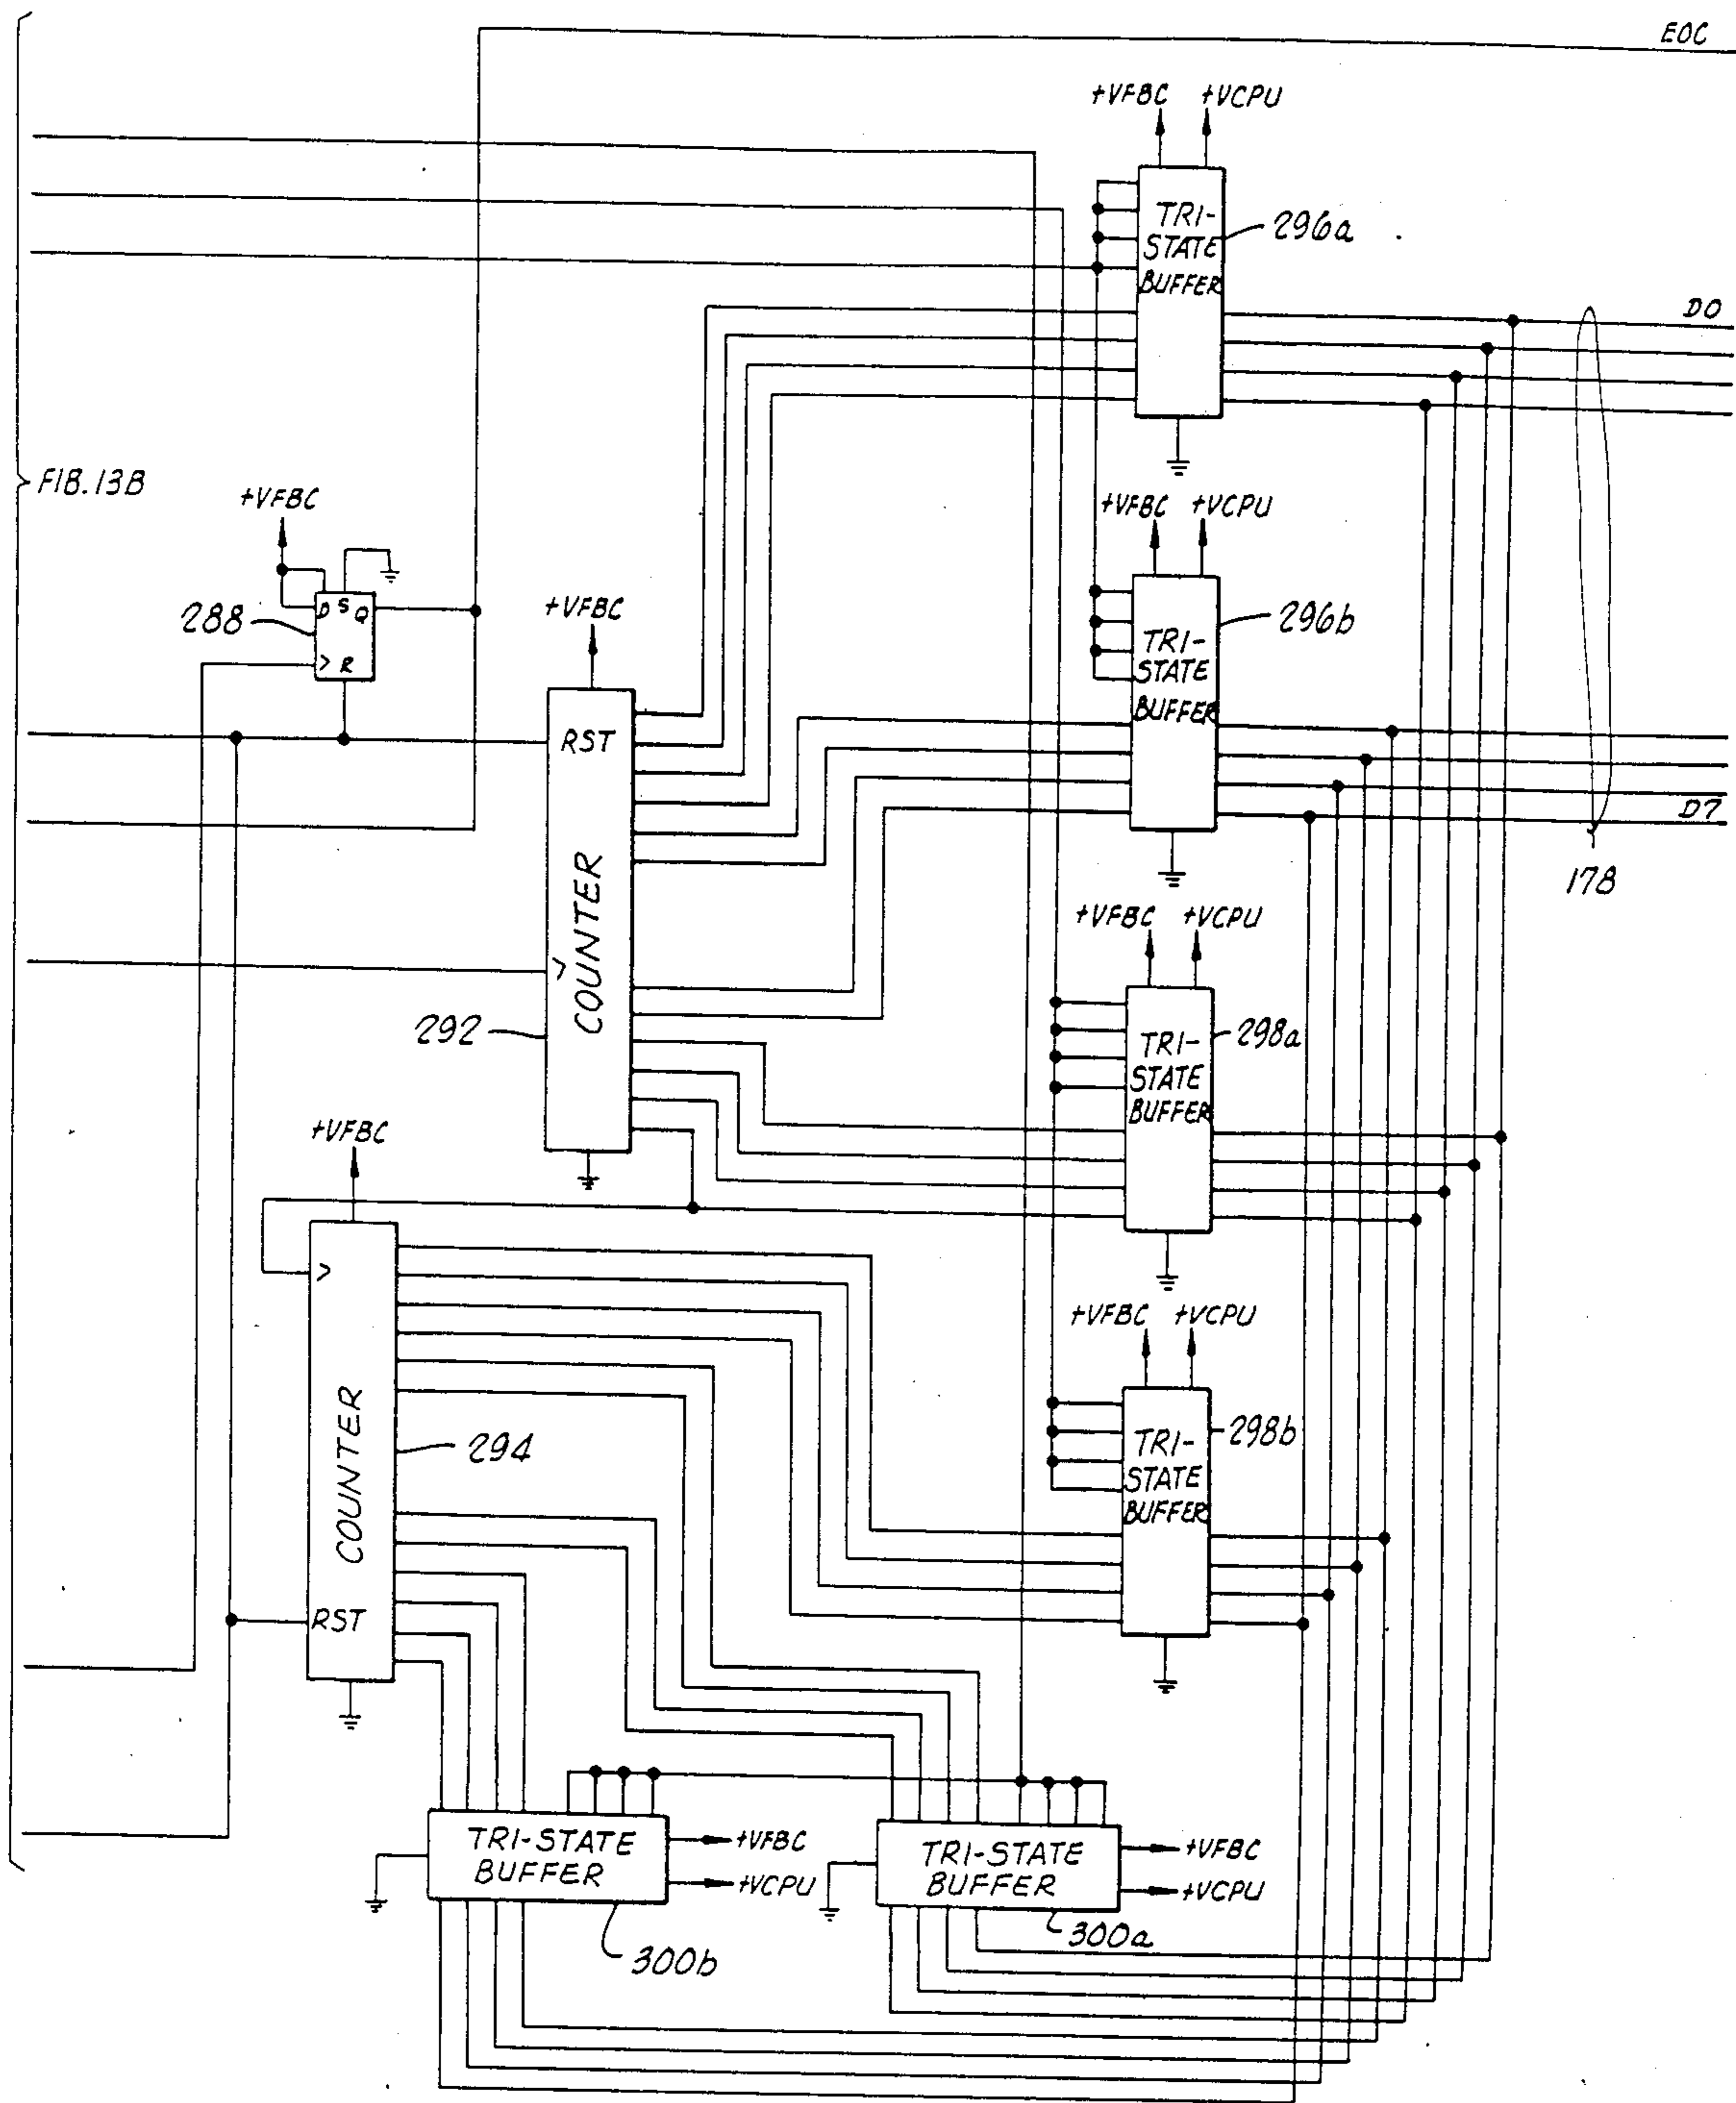 EOC
+VFBC +VCPU
TRI-
STATE
BUFFER
296a
D0
FIB. 13B
+VFBC
+VFBC +VCPU
D S Q
> R
288
+VFBC
TRI-
STATE
BUFFER
296b
RST
>
COUNTER
292
D7
178
+VFBC +VCPU
TRI-
STATE
BUFFER
298a
+VFBC
>
COUNTER
RST
294
+VFBC +VCPU
TRI-
STATE
BUFFER
298b
TRI-STATE
BUFFER
+VFBC
+VCPU
300b
TRI-STATE
BUFFER
+VFBC
+VCPU
300a